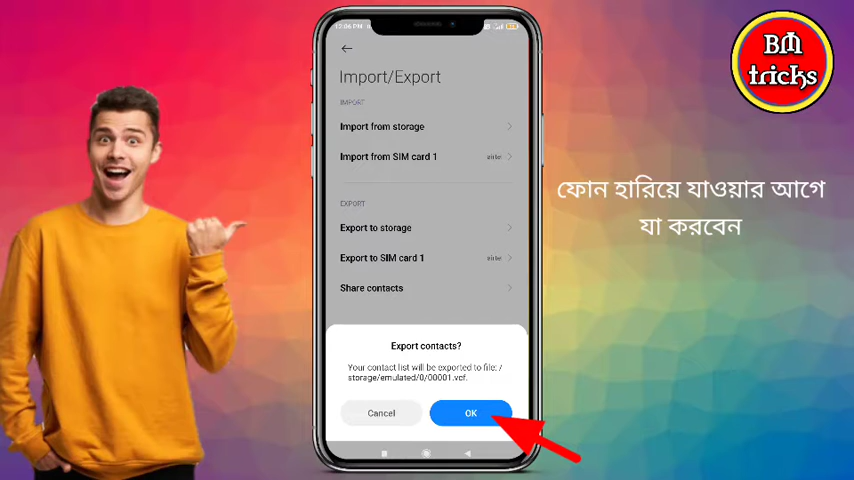 12:06 PM
Import/Export
IMPORT
Import from storage
Import from SIM card 1
EXPORT
Export to storage
Export to SIM card 1
Share contacts
Export contacts?
Your contact list will be exported to file: /
storage/emulated/0/00001.vcf.
Cancel
OK
BM
tricks
ফোন হারিয়ে যাওয়ার আগে
যা করবেন